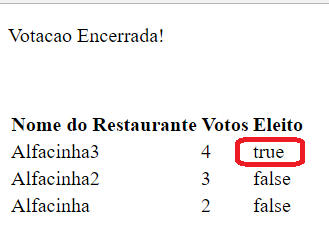 Votacao Encerrada!
Nome do Restaurante Votos Eleito
Alfacinha3 4 true
Alfacinha2 3 false
Alfacinha 2 false